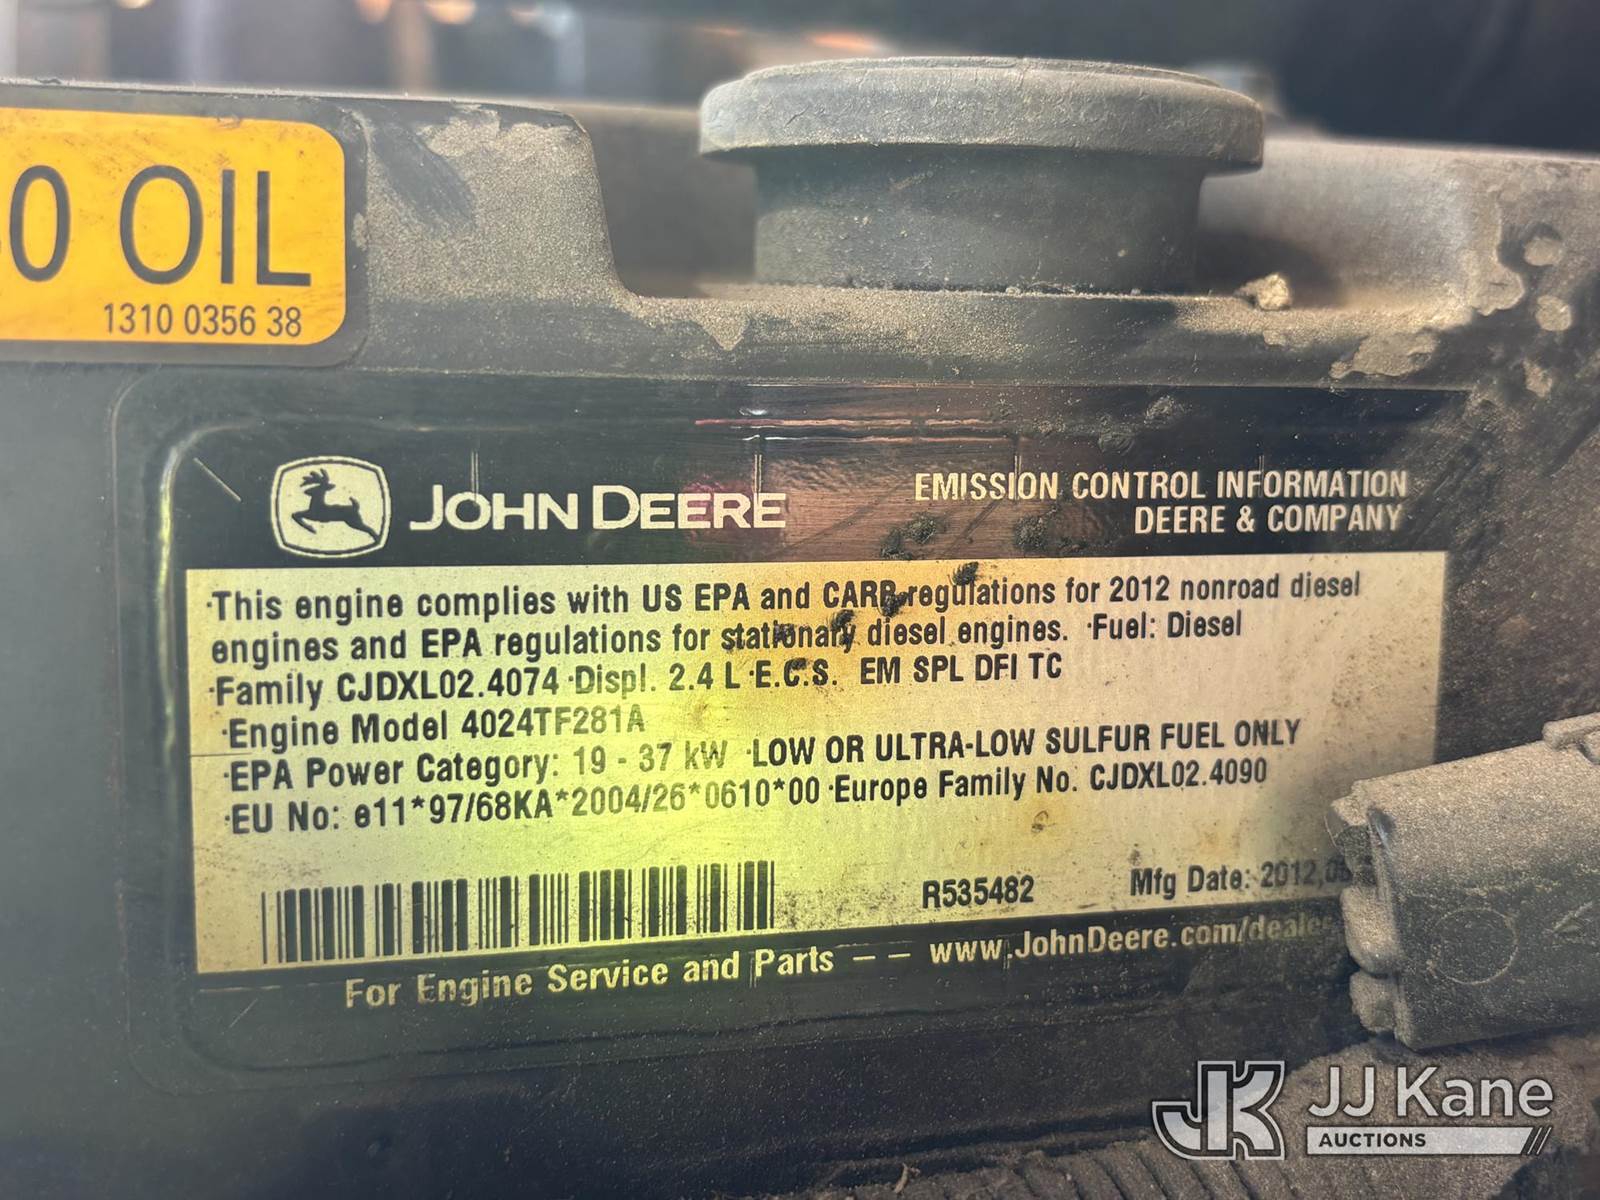 0 OIL
1310 0356 38
JOHN DEERE
EMISSION CONTROL INFORMATION
DEERE & COMPANY
·This engine complies with US EPA and CARB regulations for 2012 nonroad diesel
engines and EPA regulations for stationary diesel engines. ·Fuel: Diesel
·Family CJDXL02.4074 ·Displ. 2.4 L ·E.C.S. EM SPL DFI TC
·Engine Model 4024TF281A
·EPA Power Category: 19 - 37 kW ·LOW OR ULTRA-LOW SULFUR FUEL ONLY
·EU No: e11*97/68KA*2004/26*0610*00 ·Europe Family No. CJDXL02.4090
R535482
Mfg Date: 2012,
For Engine Service and Parts – – www.JohnDeere.com/deale
JK JJ Kane
AUCTIONS